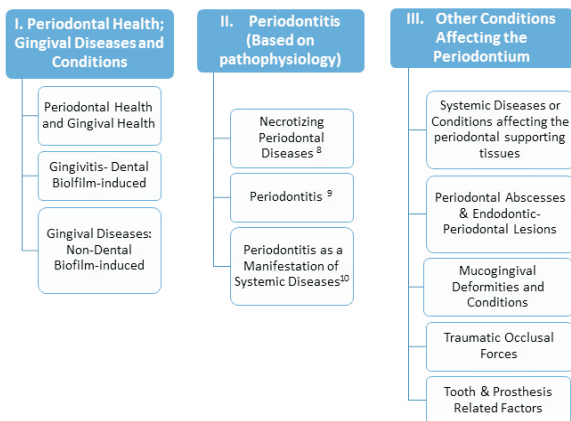 I. Periodontal Health;
Gingival Diseases and
Conditions
Periodontal Health
and Gingival Health
Gingivitis- Dental
Biolfilm-induced
Gingival Diseases:
Non-Dental
Biofilm-induced
II. Periodontitis
(Based on
pathophysiology)
Necrotizing
Periodontal
Diseases 8
Periodontitis 9
Periodontitis as a
Manifestation of
Systemic Diseases10
III. Other Conditions
Affecting the
Periodontium
Systemic Diseases or
Conditions affecting the
periodontal supporting
tissues
Periodontal Abscesses
& Endodontic-
Periodontal Lesions
Mucogingival
Deformities and
Conditions
Traumatic Occlusal
Forces
Tooth & Prosthesis
Related Factors